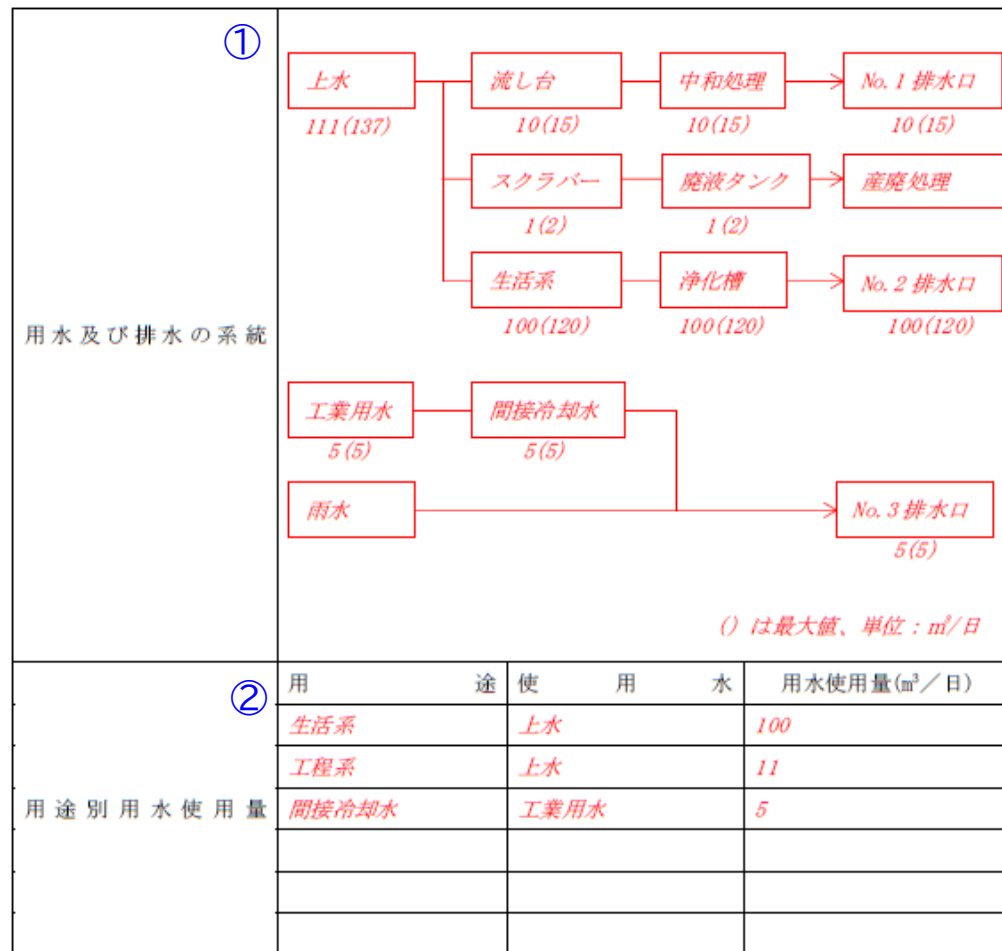 ①
上水 流し台 中和処理 No.1排水口
111(137) 10(15) 10(15) 10(15)
スクラバー 廃液タンク 産廃処理
1(2) 1(2)
生活系 浄化槽 No.2排水口
100(120) 100(120) 100(120)
用水及び排水の系統
工業用水 間接冷却水
5(5) 5(5)
雨水 No.3排水口
5(5)
()は最大値、単位:㎥/日
②
用途 使用水 用水使用量(m³/日)
生活系 上水 100
工程系 上水 11
用途別用水使用量 間接冷却水 工業用水 5